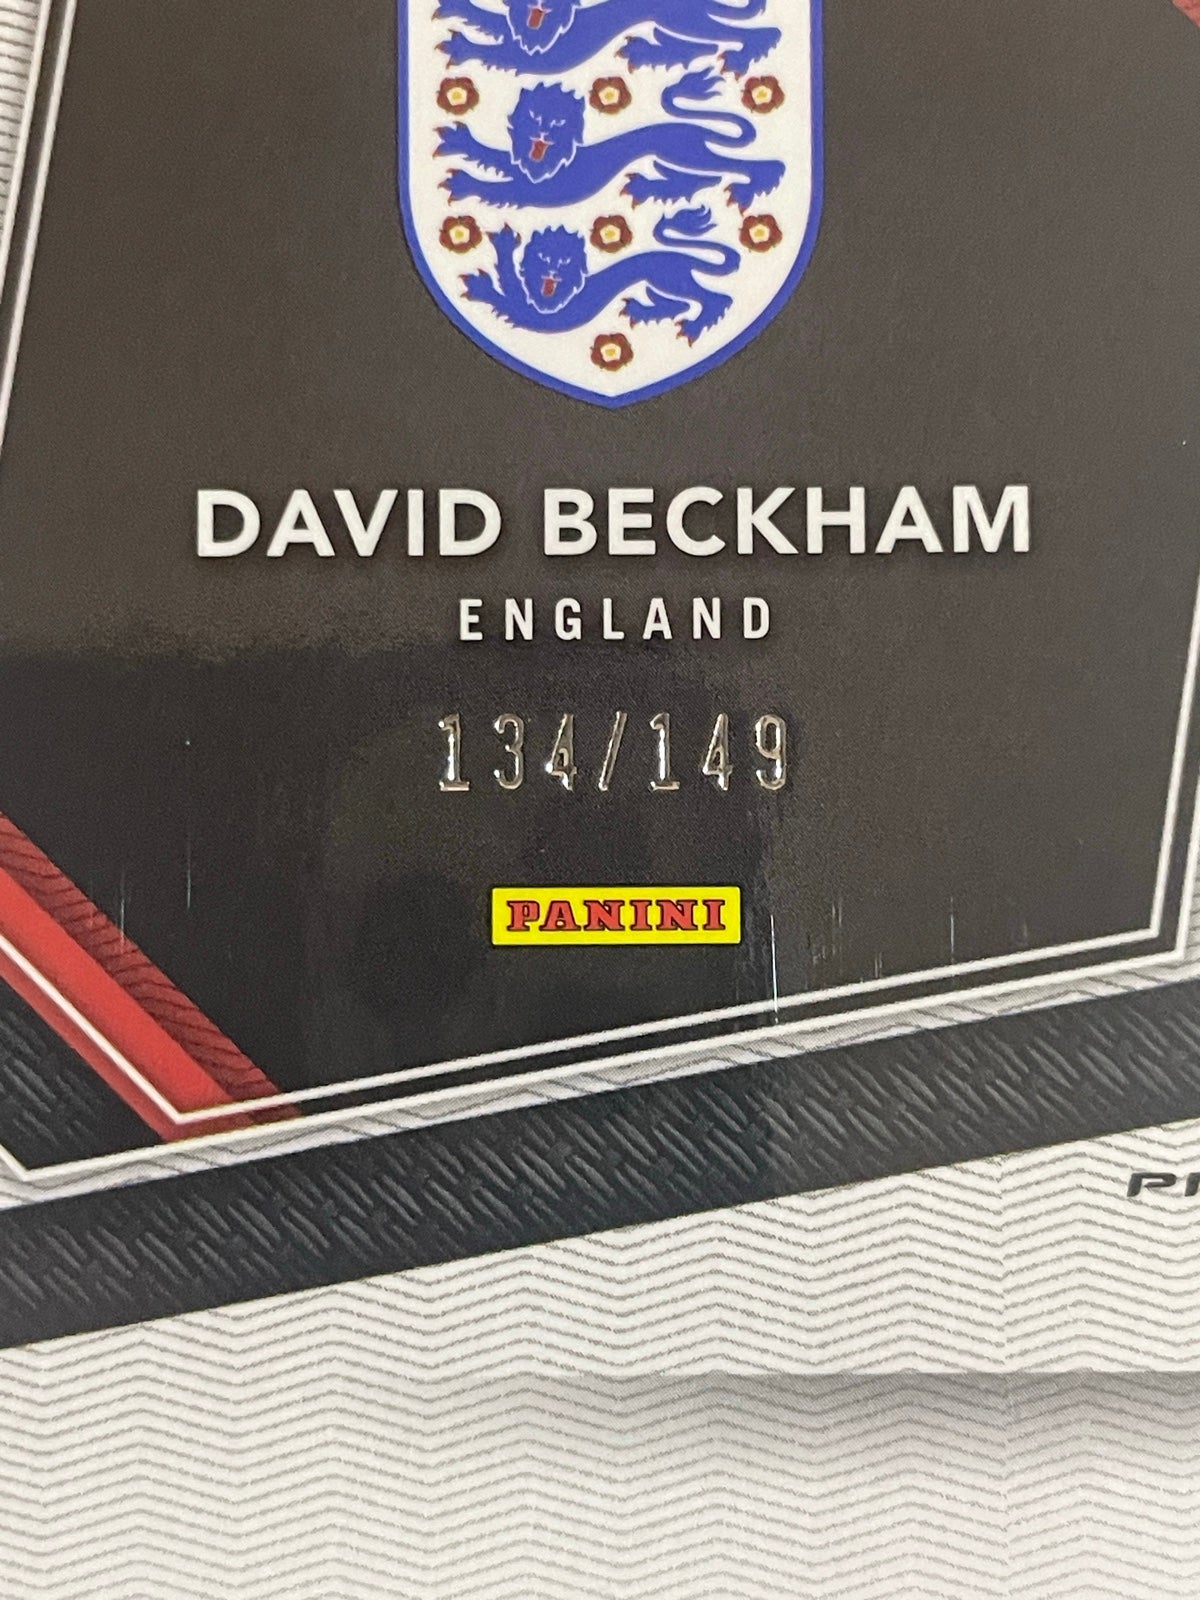 DAVID BECKHAM
ENGLAND
134/149
PANINI